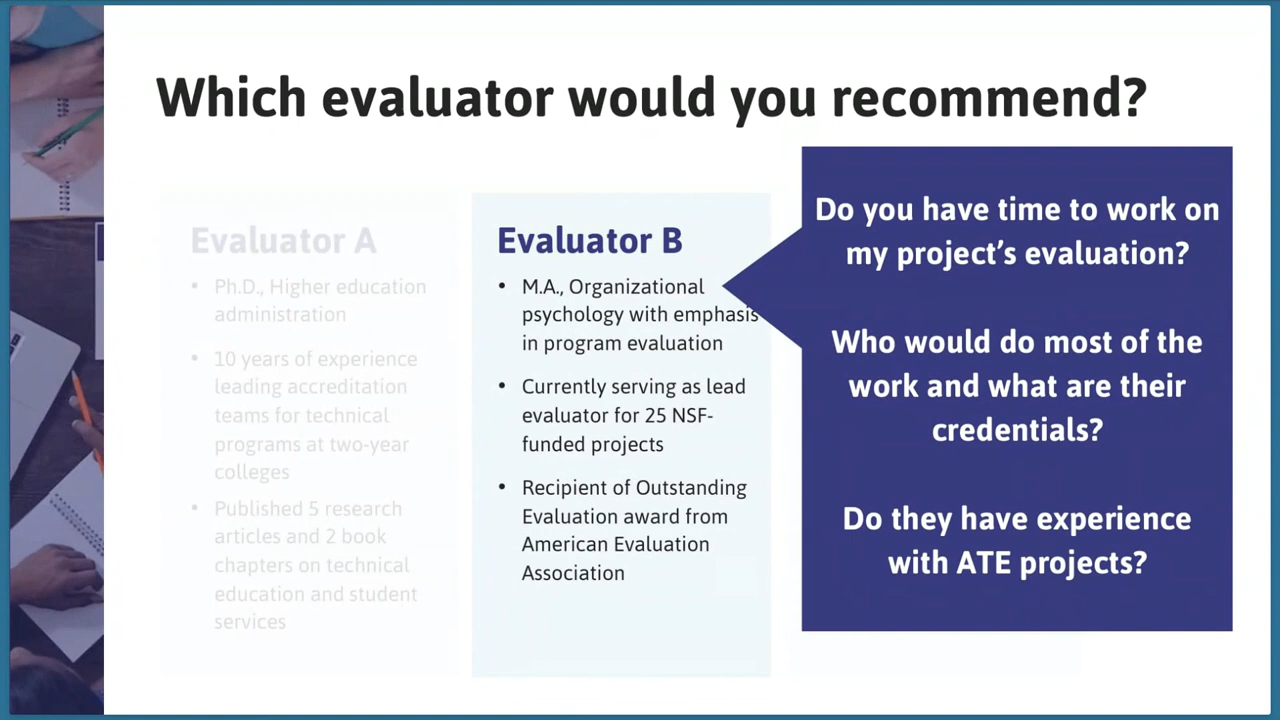 Which evaluator would you recommend?
Evaluator A
• Ph.D., Higher education
administration
• 10 years of experience
leading accreditation
teams for technical
programs at two-year
colleges
• Published 5 research
articles and 2 book
chapters on technical
education and student
services
Evaluator B
• M.A., Organizational
psychology with emphasis
in program evaluation
• Currently serving as lead
evaluator for 25 NSF-
funded projects
• Recipient of Outstanding
Evaluation award from
American Evaluation
Association
Do you have time to work on
my project's evaluation?
Who would do most of the
work and what are their
credentials?
Do they have experience
with ATE projects?